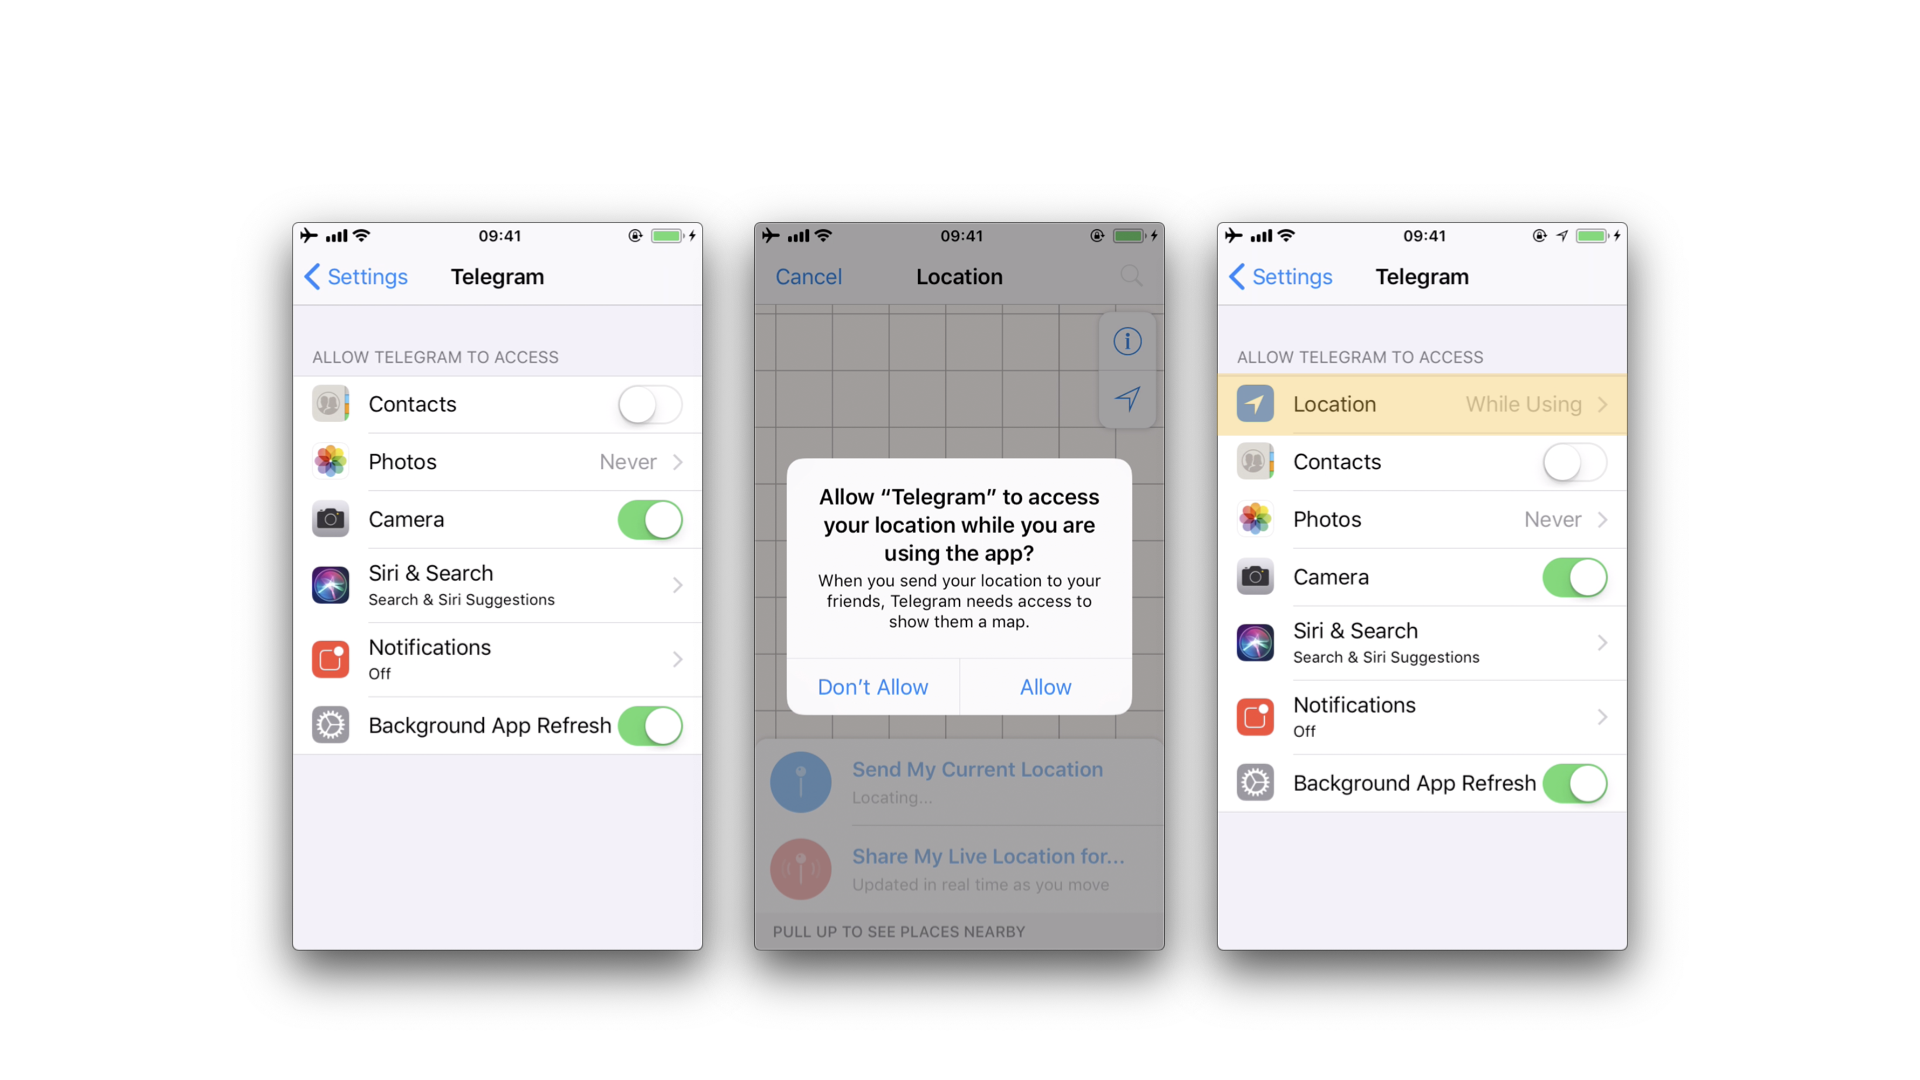 09:41
Settings
Telegram
ALLOW TELEGRAM TO ACCESS
Contacts
Photos
Never
Camera
Siri & Search
Search & Siri Suggestions
Notifications
Off
Background App Refresh
09:41
Cancel
Location
Allow “Telegram” to access
your location while you are
using the app?
When you send your location to your
friends, Telegram needs access to
show them a map.
Don’t Allow
Allow
Send My Current Location
Locating...
Share My Live Location for...
Updated in real time as you move
PULL UP TO SEE PLACES NEARBY
09:41
Settings
Telegram
ALLOW TELEGRAM TO ACCESS
Location
While Using
Contacts
Photos
Never
Camera
Siri & Search
Search & Siri Suggestions
Notifications
Off
Background App Refresh